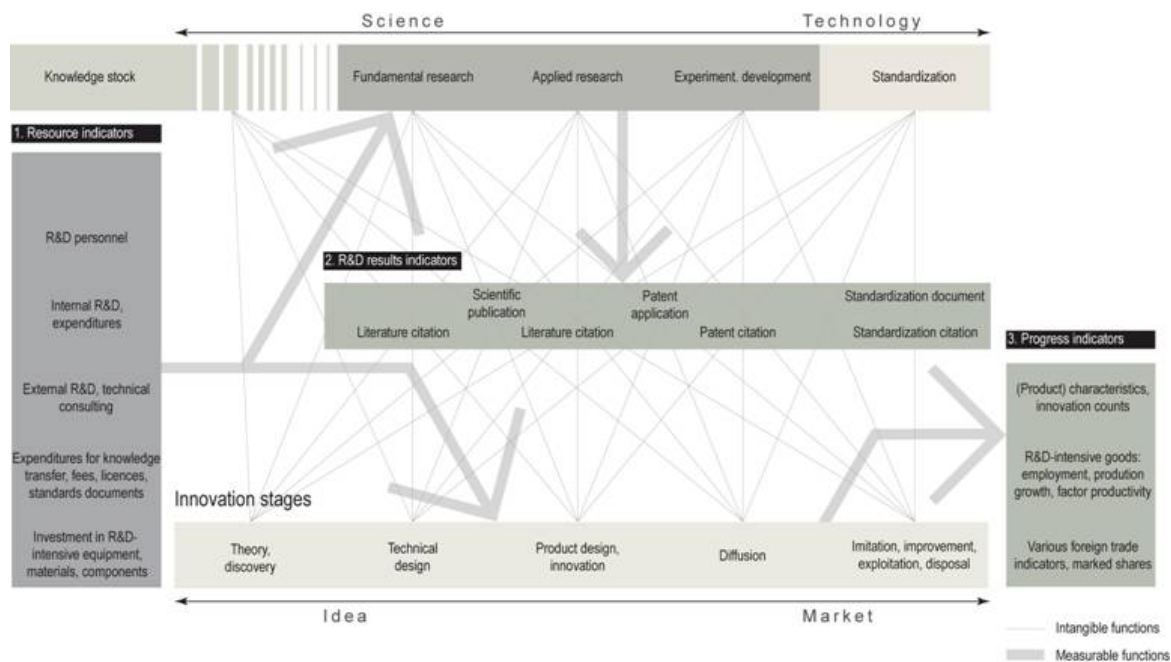 Science
Technology
Knowledge stock
Fundamental research
Applied research
Experiment. development
Standardization
1. Resource indicators
R&D personnel
Internal R&D,
expenditures
External R&D, technical
consulting
Expenditures for knowledge
transfer, fees, licences,
standards documents
Investment in R&D-
intensive equipment,
materials, components
2. R&D results indicators
Scientific
publication
Patent
application
Standardization document
Literature citation
Literature citation
Patent citation
Standardization citation
3. Progress indicators
(Product) characteristics,
innovation counts
R&D-intensive goods:
employment, prodution
growth, factor productivity
Various foreign trade
indicators, marked shares
Innovation stages
Theory,
discovery
Technical
design
Product design,
innovation
Diffusion
Imitation, improvement,
exploitation, disposal
Idea
Market
Intangible functions
Measurable functions